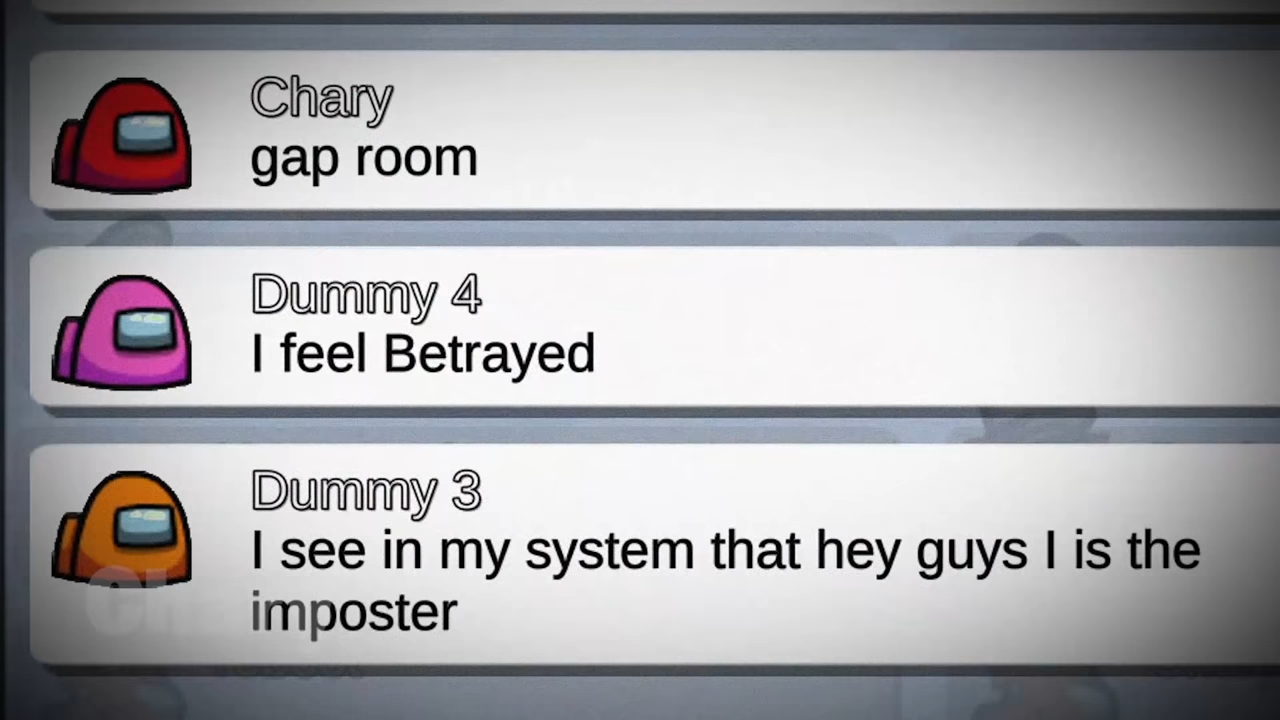 Chary
gap room
Dummy 4
I feel Betrayed
Dummy 3
I see in my system that hey guys I is the
imposter